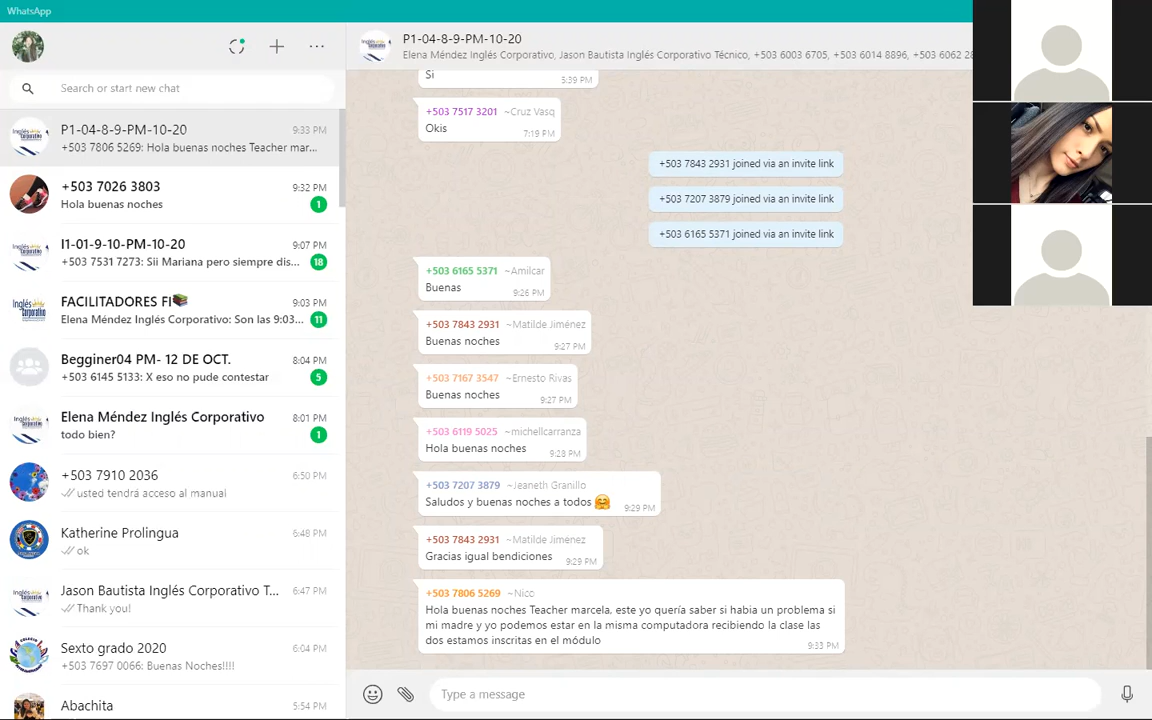 WhatsApp
Search or start new chat
P1-04-8-9-PM-10-20
9:33 PM
+503 7806 5269: Hola buenas noches Teacher mar...
+503 7026 3803
9:32 PM
Hola buenas noches
1
I1-01-9-10-PM-10-20
9:07 PM
+503 7531 7273: Sii Mariana pero siempre dis...
18
FACILITADORES FI📚
9:03 PM
Elena Méndez Inglés Corporativo: Son las 9:03...
11
Begginer04 PM- 12 DE OCT.
8:04 PM
+503 6145 5133: X eso no pude contestar
5
Elena Méndez Inglés Corporativo
8:01 PM
todo bien?
1
+503 7910 2036
6:50 PM
usted tendrá acceso al manual
Katherine Prolingua
6:48 PM
ok
Jason Bautista Inglés Corporativo T...
6:47 PM
Thank you!
Sexto grado 2020
6:04 PM
+503 7697 0066: Buenas Noches!!!!
Abachita
5:54 PM
P1-04-8-9-PM-10-20
Elena Méndez Inglés Corporativo, Jason Bautista Inglés Corporativo Técnico, +503 6003 6705, +503 6014 8896, +503 6062 28
Si
5:39 PM
+503 7517 3201 ~Cruz Vasq
Okis
7:19 PM
+503 7843 2931 joined via an invite link
+503 7207 3879 joined via an invite link
+503 6165 5371 joined via an invite link
+503 6165 5371 ~Amilcar
Buenas
9:26 PM
+503 7843 2931 ~Matilde Jiménez
Buenas noches
9:27 PM
+503 7167 3547 ~Ernesto Rivas
Buenas noches
9:27 PM
+503 6119 5025 ~michellcarranza
Hola buenas noches
9:28 PM
+503 7207 3879 ~Jeaneth Granillo
Saludos y buenas noches a todos 🤗
9:29 PM
+503 7843 2931 ~Matilde Jimenez
Gracias igual bendiciones
9:29 PM
+503 7806 5269 ~Nico
Hola buenas noches Teacher marcela, este yo quería saber si habia un problema si
mi madre y yo podemos estar en la misma computadora recibiendo la clase las
dos estamos inscritas en el módulo
9:33 PM
Type a message